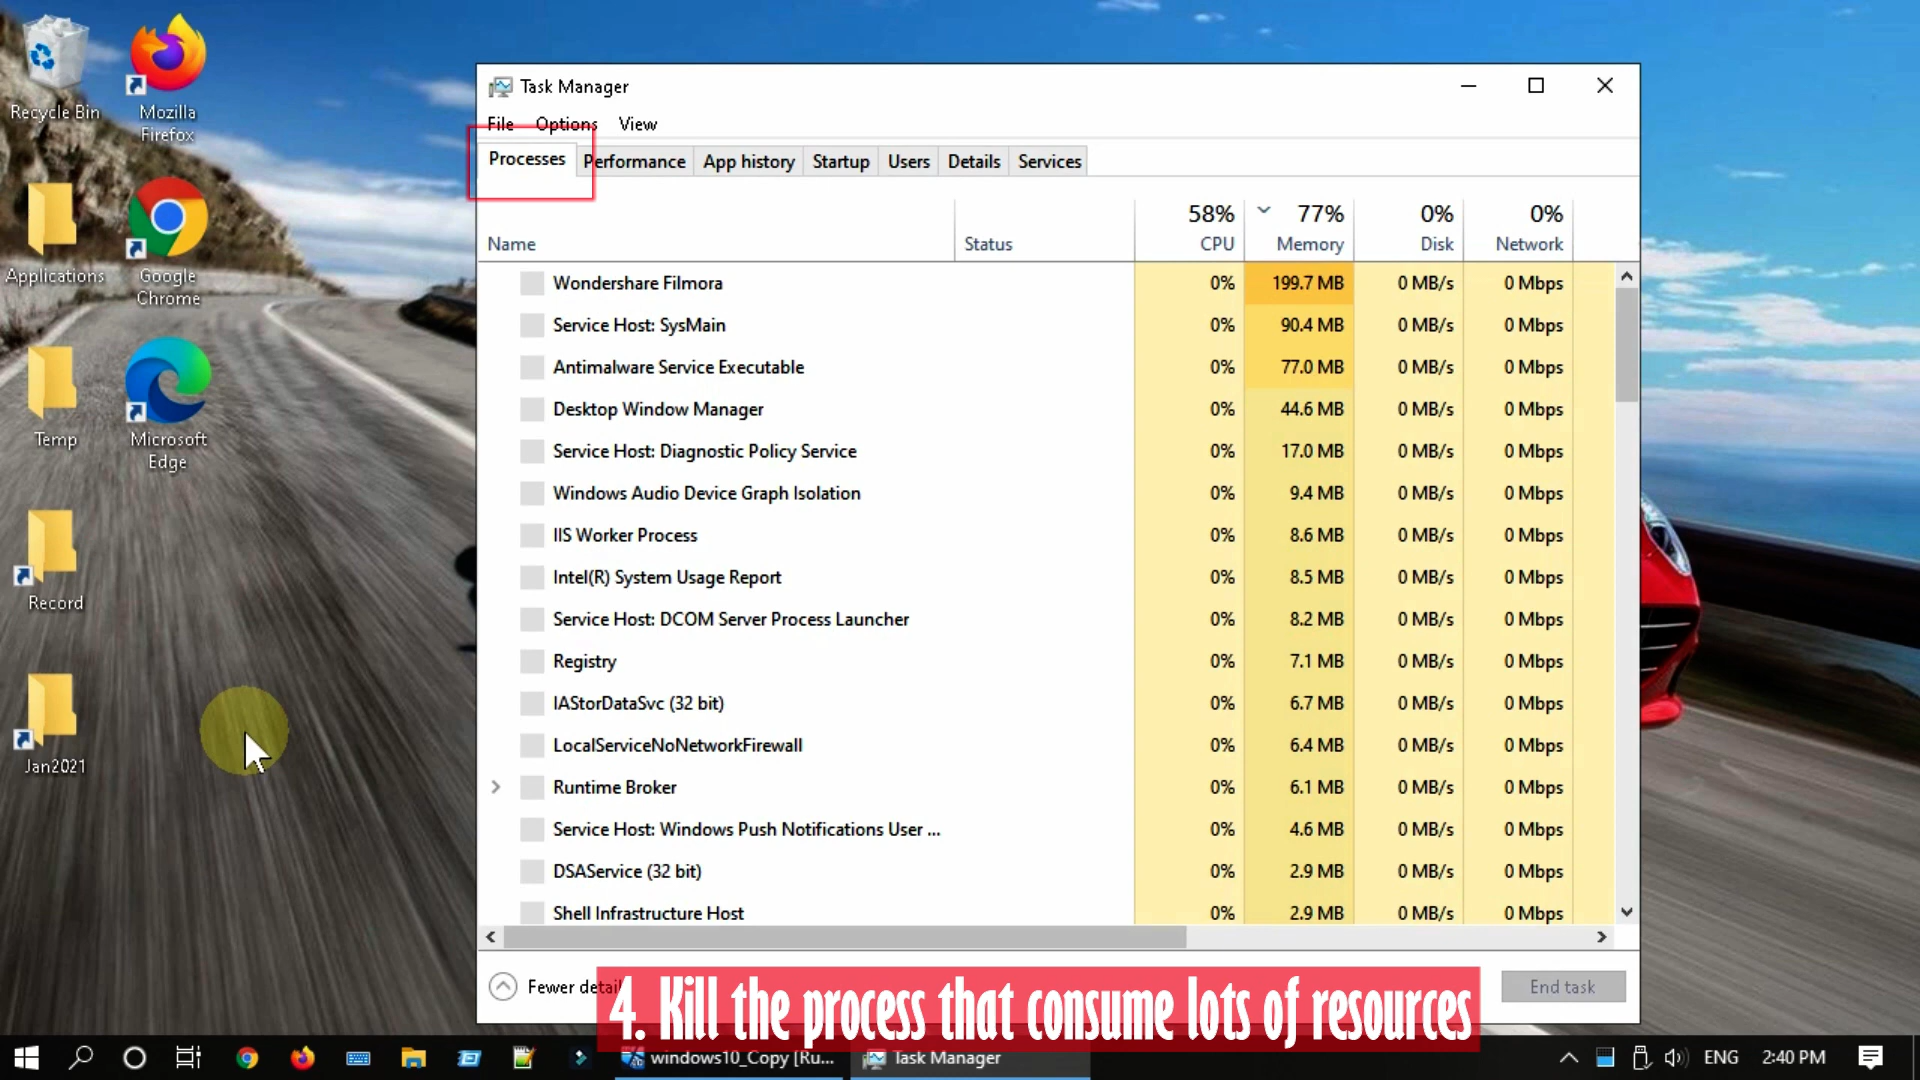 Recycle Bin
Mozilla
Firefox
Applications
Google
Chrome
Temp
Microsoft
Edge
Record
Jan2021
Task Manager
File Options View
Processes Performance App history Startup Users Details Services
58% 77% 0% 0%
Name Status CPU Memory Disk Network
Wondershare Filmora 0% 199.7 MB 0 MB/s 0 Mbps
Service Host: SysMain 0% 90.4 MB 0 MB/s 0 Mbps
Antimalware Service Executable 0% 77.0 MB 0 MB/s 0 Mbps
Desktop Window Manager 0% 44.6 MB 0 MB/s 0 Mbps
Service Host: Diagnostic Policy Service 0% 17.0 MB 0 MB/s 0 Mbps
Windows Audio Device Graph Isolation 0% 9.4 MB 0 MB/s 0 Mbps
IIS Worker Process 0% 8.6 MB 0 MB/s 0 Mbps
Intel(R) System Usage Report 0% 8.5 MB 0 MB/s 0 Mbps
Service Host: DCOM Server Process Launcher 0% 8.2 MB 0 MB/s 0 Mbps
Registry 0% 7.1 MB 0 MB/s 0 Mbps
IAStorDataSvc (32 bit) 0% 6.7 MB 0 MB/s 0 Mbps
LocalServiceNoNetworkFirewall 0% 6.4 MB 0 MB/s 0 Mbps
Runtime Broker 0% 6.1 MB 0 MB/s 0 Mbps
Service Host: Windows Push Notifications User ... 0% 4.6 MB 0 MB/s 0 Mbps
DSAService (32 bit) 0% 2.9 MB 0 MB/s 0 Mbps
Shell Infrastructure Host 0% 2.9 MB 0 MB/s 0 Mbps
Fewer detail
End task
4. Kill the process that consume lots of resources
windows10_Copy [Ru... Task Manager ENG 2:40 PM